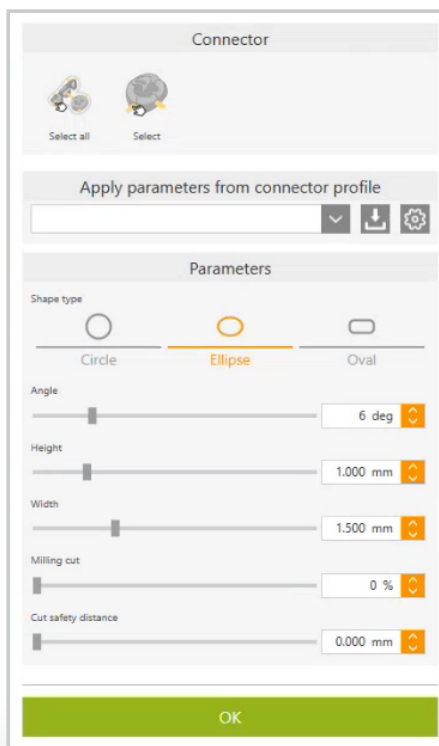 Connector
Select all Select
Apply parameters from connector profile
Parameters
Shape type
Circle Ellipse Oval
Angle
6 deg
Height
1.000 mm
Width
1.500 mm
Milling cut
0 %
Cut safety distance
0.000 mm
OK